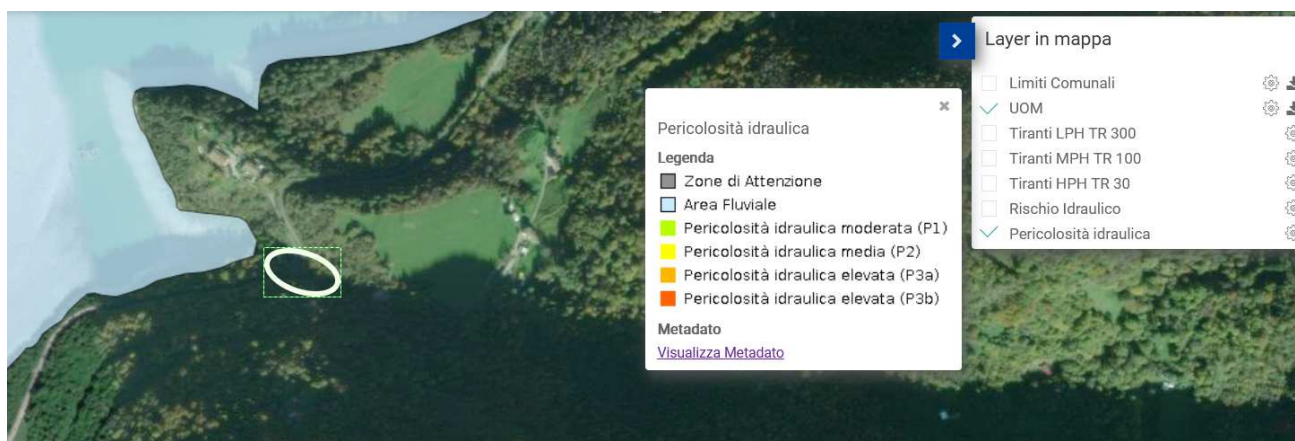 Layer in mappa
Limiti Comunali
UOM
Tiranti LPH TR 300
Tiranti MPH TR 100
Tiranti HPH TR 30
Rischio Idraulico
Pericolosità idraulica
Pericolosità idraulica
Legenda
Zone di Attenzione
Area Fluviale
Pericolosità idraulica moderata (P1)
Pericolosità idraulica media (P2)
Pericolosità idraulica elevata (P3a)
Pericolosità idraulica elevata (P3b)
Metadato
Visualizza Metadato